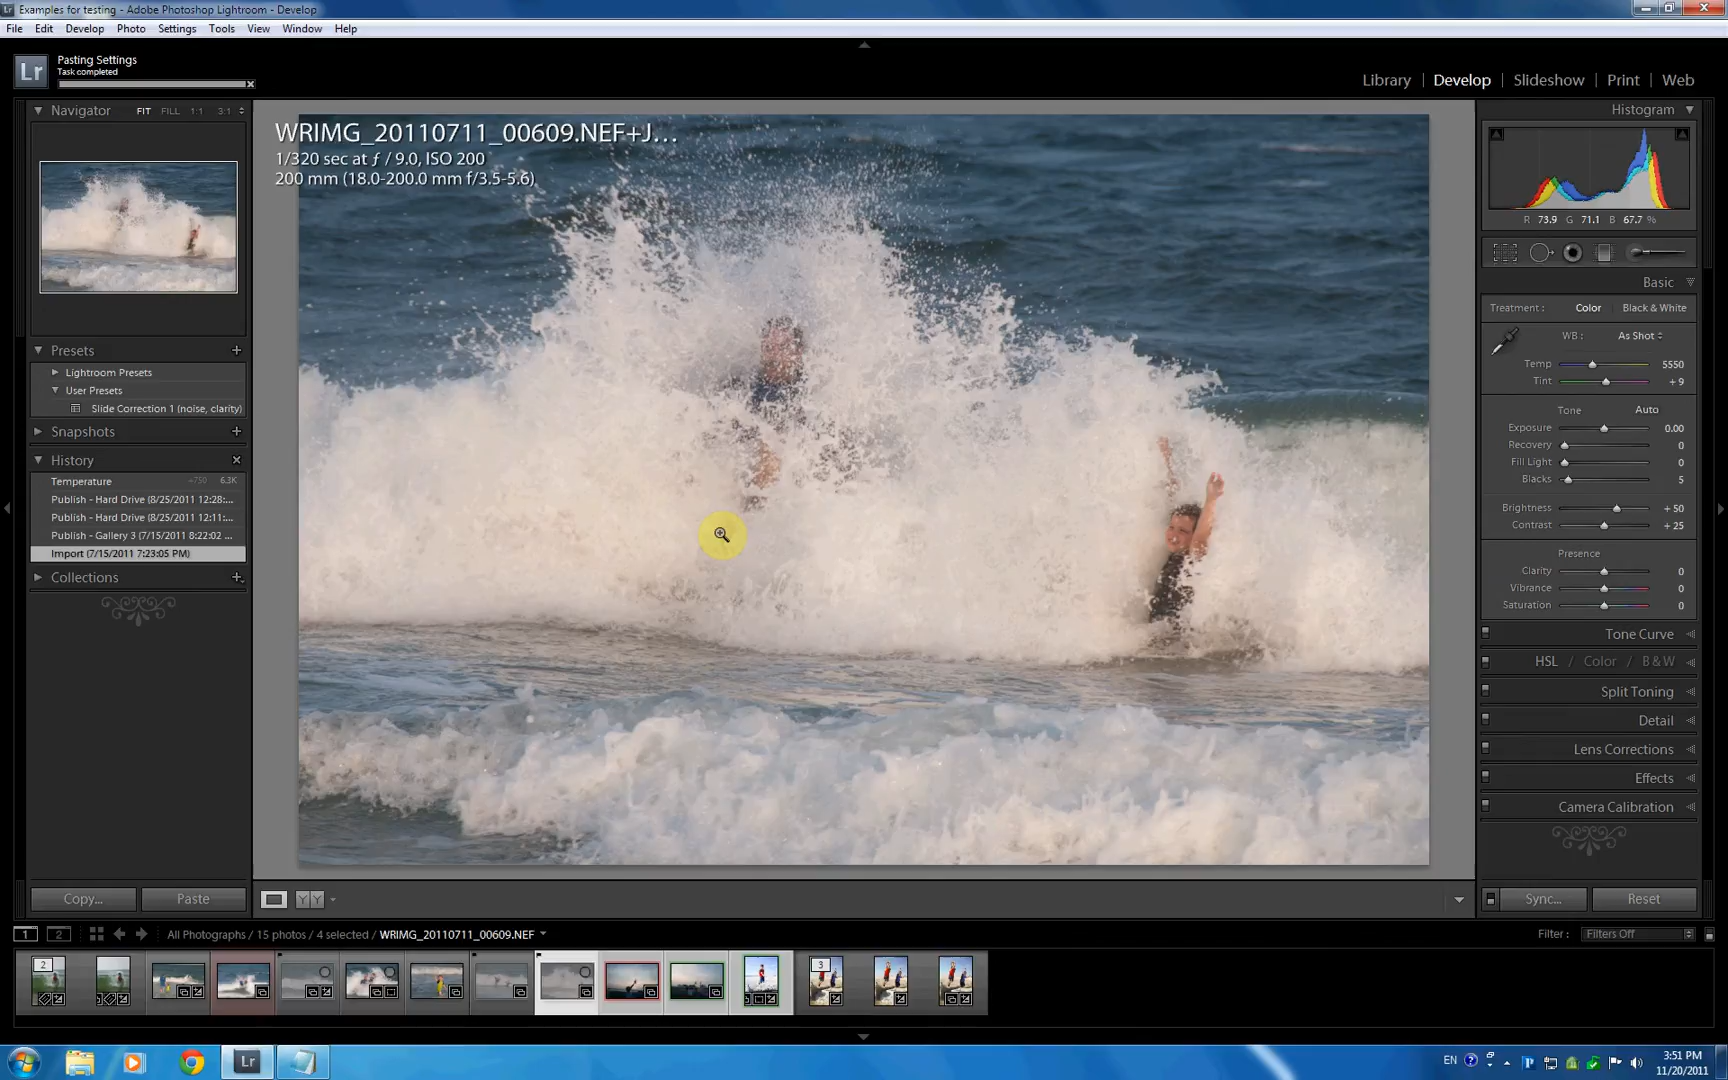 Examples for testing - Adobe Photoshop Lightroom - Develop
File Edit Develop Photo Settings Tools View Window Help
Lr
Pasting Settings
Task completed
Library | Develop | Slideshow | Print | Web
Navigator FIT FILL 1:1 3:1
Histogram
WRIMG_20110711_00609.NEF+J...
1/320 sec at ƒ / 9.0, ISO 200
200 mm (18.0-200.0 mm f/3.5-5.6)
R 73.9 G 71.1 B 67.7 %
Basic
Treatment : Color Black & White
WB : As Shot
Temp 5550
Tint + 9
Tone Auto
Exposure 0.00
Recovery 0
Fill Light 0
Blacks 5
Brightness + 50
Contrast + 25
Presence
Clarity 0
Vibrance 0
Saturation 0
Tone Curve
HSL / Color / B & W
Split Toning
Detail
Lens Corrections
Effects
Camera Calibration
Presets
Lightroom Presets
User Presets
Slide Correction 1 (noise, clarity)
Snapshots
History
Temperature +750 6.3K
Publish - Hard Drive (8/25/2011 12:28:...
Publish - Hard Drive (8/25/2011 12:11:...
Publish - Gallery 3 (7/15/2011 8:22:02 ...
Import (7/15/2011 7:23:05 PM)
Collections
Copy... Paste
Y Y
Sync... Reset
1 2 All Photographs / 15 photos / 4 selected / WRIMG_20110711_00609.NEF
Filter : Filters Off
2
3
Lr
EN
3:51 PM
11/20/2011